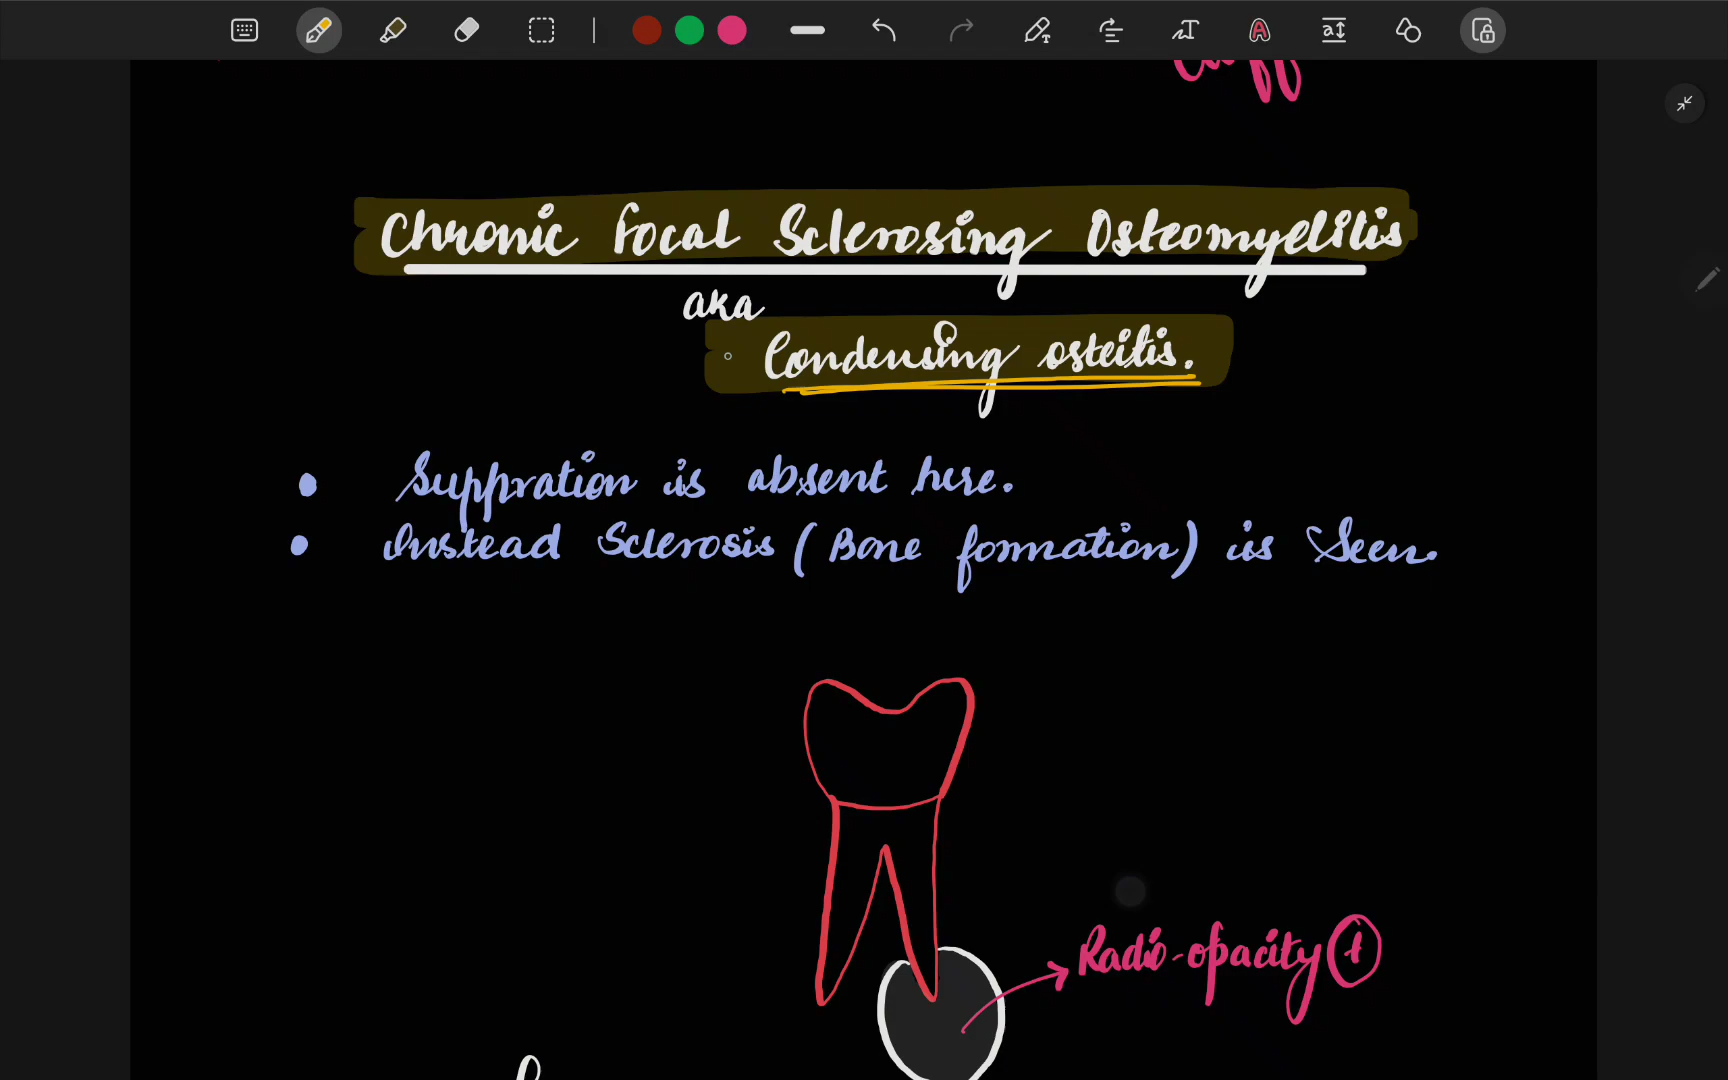 Chronic focal Sclerosing Osteomyelitis
aka
Condensing osteitis.
• Suppration is absent here.
• Instead Sclerosis (Bone formation) is Seen.
Radio-opacity +